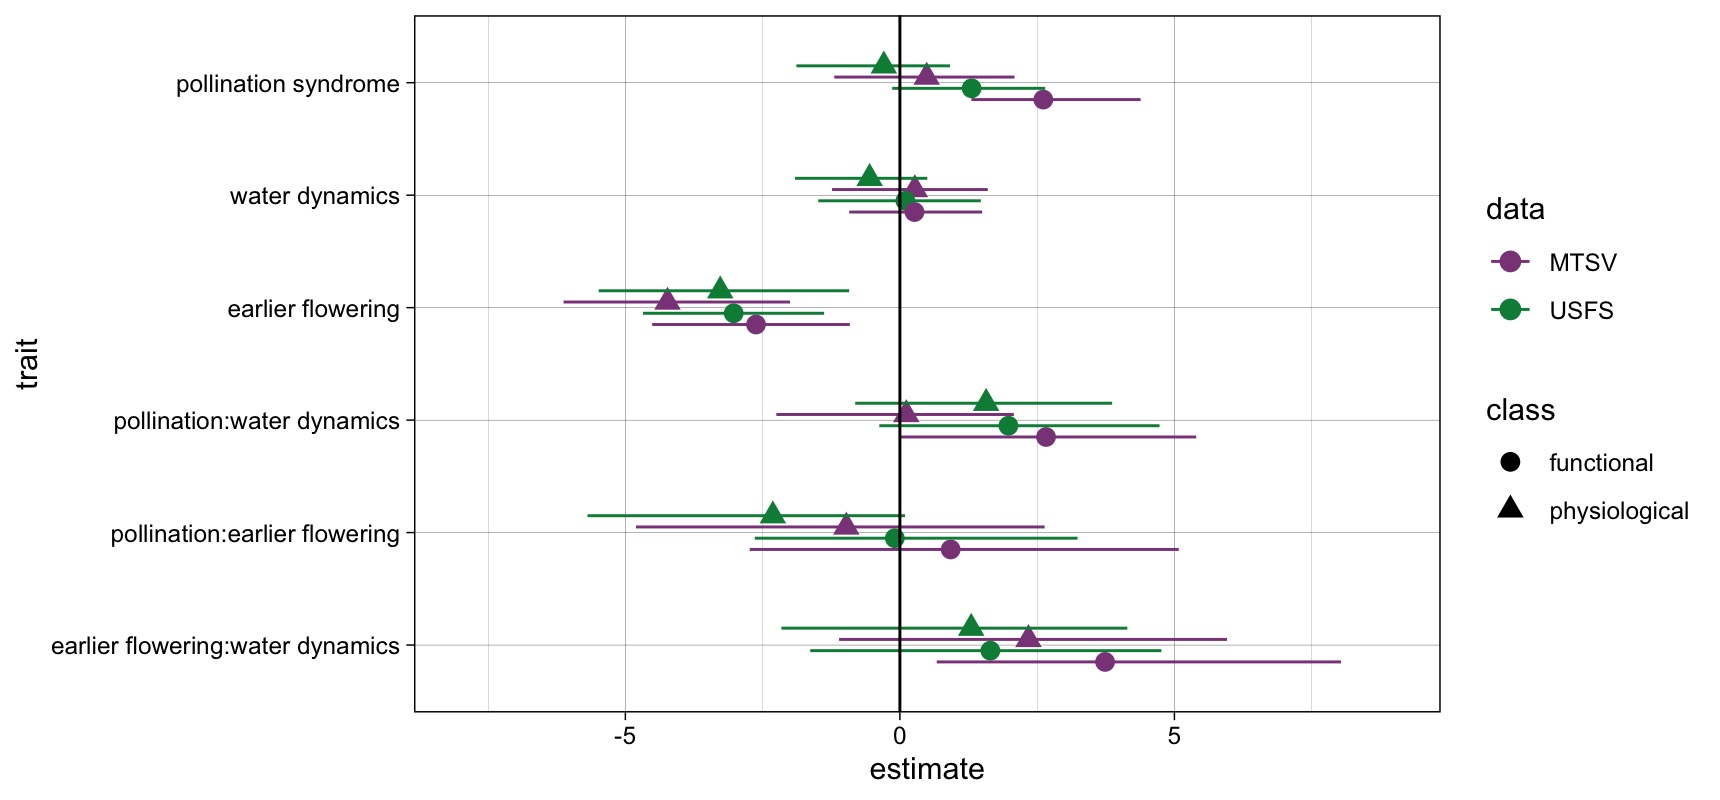 trait
pollination syndrome
water dynamics
earlier flowering
pollination:water dynamics
pollination:earlier flowering
earlier flowering:water dynamics
-5
0
5
estimate
data
MTSV
USFS
class
functional
physiological